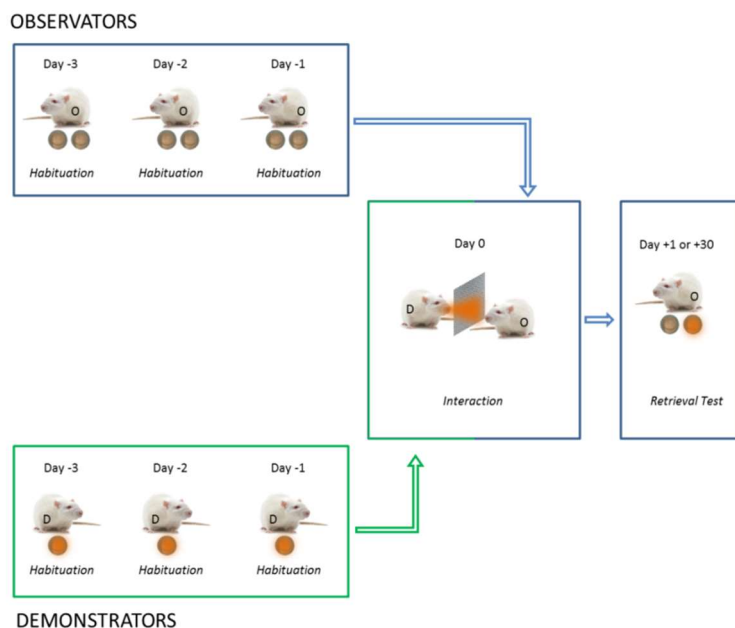 OBSERVATORS
Day -3 Day -2 Day -1
O O O
Habituation Habituation Habituation
Day 0
D O
Interaction
Day +1 or +30
O
Retrieval Test
Day -3 Day -2 Day -1
D D D
Habituation Habituation Habituation
DEMONSTRATORS